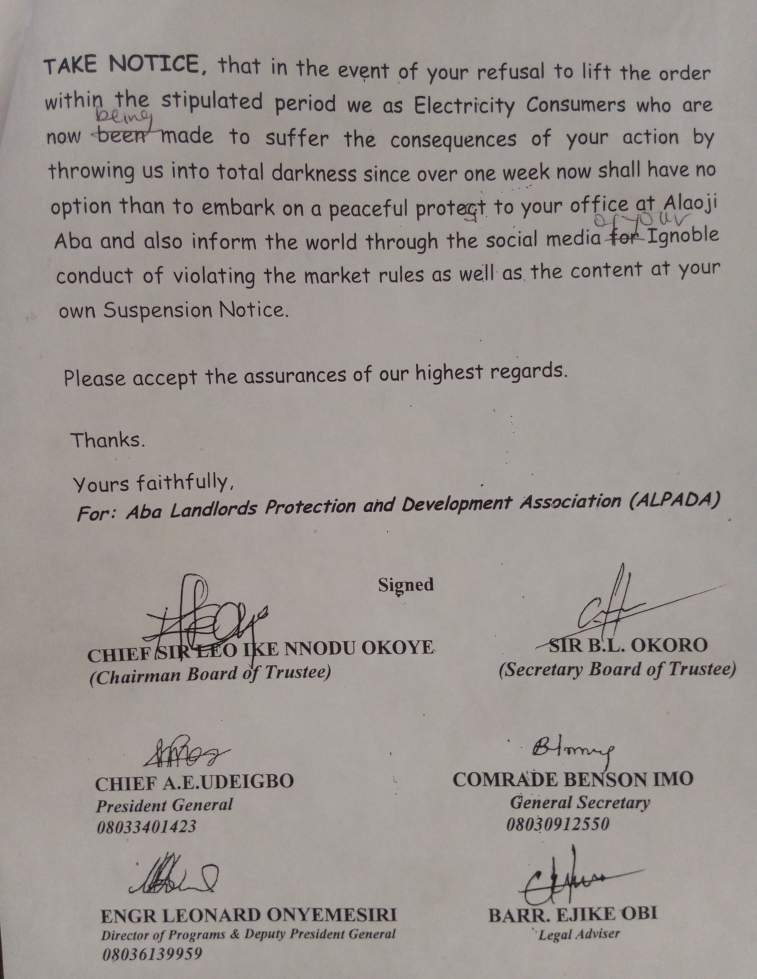 TAKE NOTICE, that in the event of your refusal to lift the order
within the stipulated period we as Electricity Consumers who are
being
now been made to suffer the consequences of your action by
throwing us into total darkness since over one week now shall have no
option than to embark on a peaceful protest to your office at Alaoji
of your
Aba and also inform the world through the social media for Ignoble
conduct of violating the market rules as well as the content at your
own Suspension Notice.
Please accept the assurances of our highest regards.
Thanks.
Yours faithfully,
For: Aba Landlords Protection and Development Association (ALPADA)
Signed
CHIEF SIR LEO IKE NNODU OKOYE
(Chairman Board of Trustee)
SIR B.L. OKORO
(Secretary Board of Trustee)
CHIEF A.E.UDEIGBO
President General
08033401423
COMRADE BENSON IMO
General Secretary
08030912550
ENGR LEONARD ONYEMESIRI
Director of Programs & Deputy President General
08036139959
BARR. EJIKE OBI
Legal Adviser